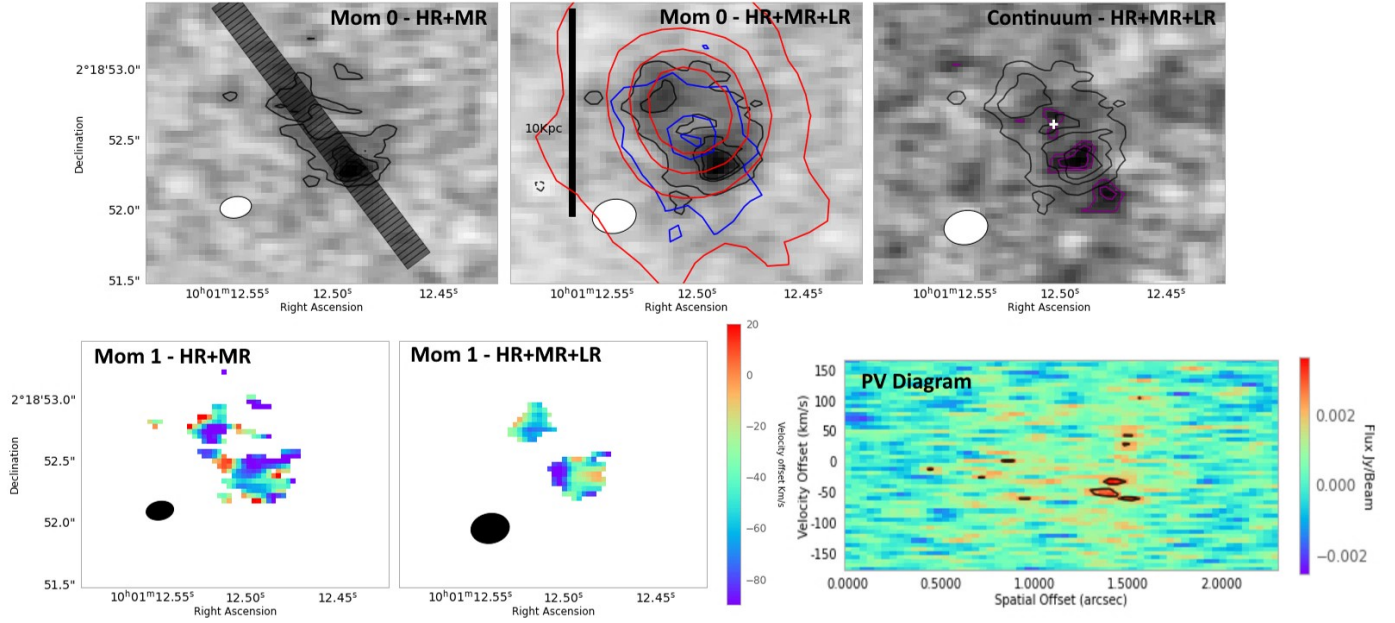 Mom 0 - HR+MR
Mom 0 - HR+MR+LR
Continuum - HR+MR+LR
Declination
2°18'53.0"
52.5"
52.0"
51.5"
10Kpc
10ʰ01ᵐ12.55ˢ
12.50ˢ
12.45ˢ
Right Ascension
10ʰ01ᵐ12.55ˢ
12.50ˢ
12.45ˢ
Right Ascension
10ʰ01ᵐ12.55ˢ
12.50ˢ
12.45ˢ
Right Ascension
Mom 1 - HR+MR
Declination
2°18'53.0"
52.5"
52.0"
51.5"
10ʰ01ᵐ12.55ˢ
12.50ˢ
12.45ˢ
Right Ascension
Mom 1 - HR+MR+LR
10ʰ01ᵐ12.55ˢ
12.50ˢ
12.45ˢ
Right Ascension
20
0
−20
−40
−60
−80
Velocity offset Km/s
PV Diagram
Velocity Offset (km/s)
150
100
50
0
-50
-100
-150
0.0000
0.5000
1.0000
1.5000
2.0000
Spatial Offset (arcsec)
0.002
0.000
−0.002
Flux Jy/Beam